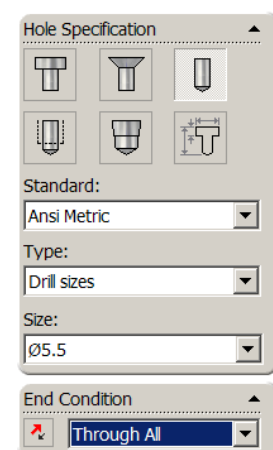 Hole Specification
Standard:
Ansi Metric
Type:
Drill sizes
Size:
Ø5.5
End Condition
Through All